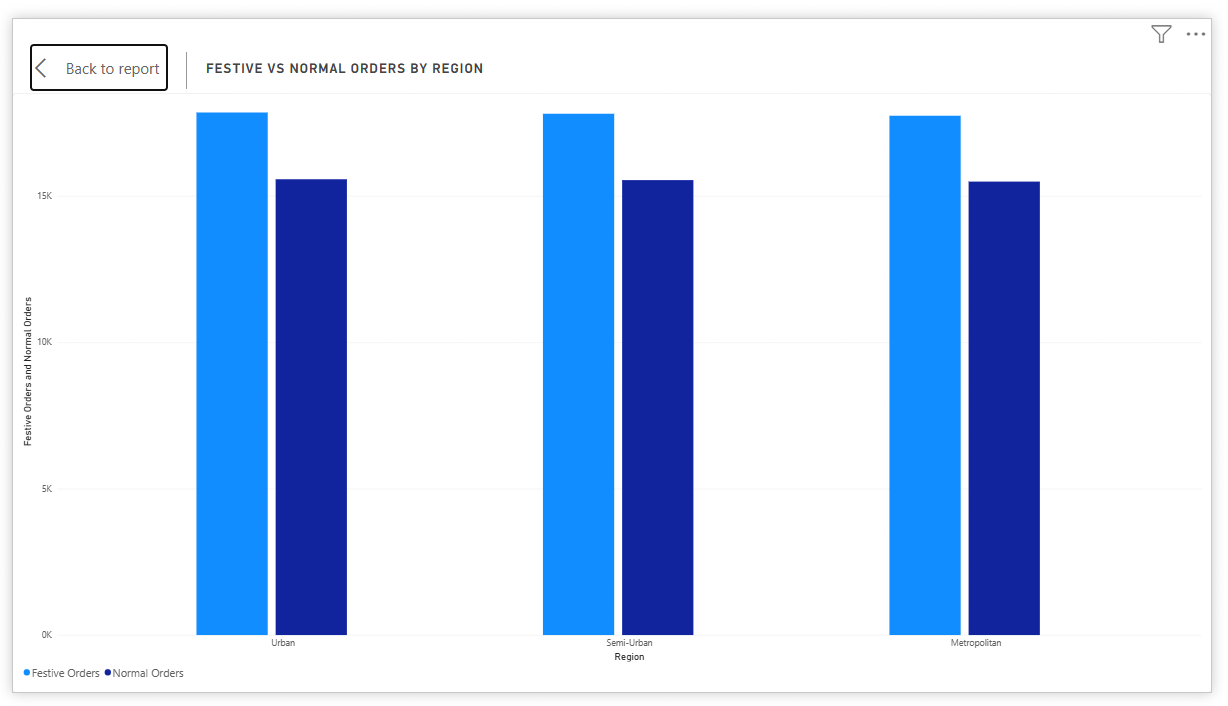 Back to report
FESTIVE VS NORMAL ORDERS BY REGION
15K
10K
5K
0K
Festive Orders and Normal Orders
Urban
Semi-Urban
Metropolitan
Region
Festive Orders
Normal Orders